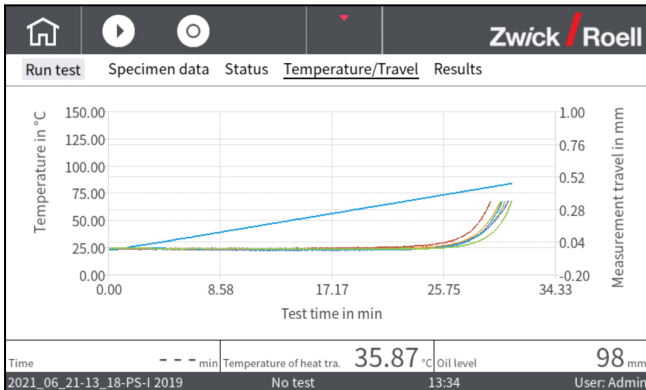 Zwick Roell
Run test Specimen data Status Temperature/Travel Results
Temperature in °C
150.00
125.00
100.00
75.00
50.00
25.00
0.00
1.00
0.76
0.52
0.28
0.04
-0.20
Measurement travel in mm
0.00 8.58 17.17 25.75 34.33
Test time in min
Time - - - min Temperature of heat tra. 35.87 °C Oil level 98 mm
2021_06_21-13_18-PS-I 2019 No test 13:34 User: Admin